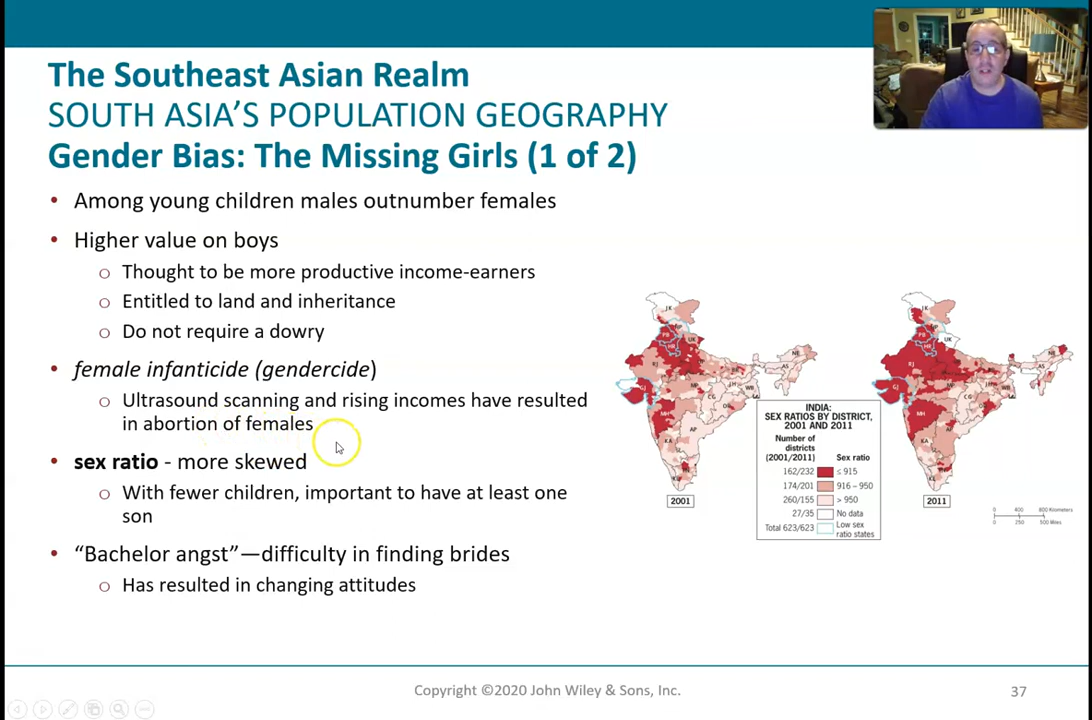 The Southeast Asian Realm
SOUTH ASIA'S POPULATION GEOGRAPHY
Gender Bias: The Missing Girls (1 of 2)
• Among young children males outnumber females
• Higher value on boys
o Thought to be more productive income-earners
o Entitled to land and inheritance
o Do not require a dowry
• female infanticide (gendercide)
o Ultrasound scanning and rising incomes have resulted
in abortion of females
• sex ratio - more skewed
o With fewer children, important to have at least one
son
• “Bachelor angst”—difficulty in finding brides
o Has resulted in changing attitudes
INDIA:
SEX RATIOS BY DISTRICT,
2001 AND 2011
Number of
districts
(2001/2011) Sex ratio
162/232 ≤ 915
174/201 916 – 950
260/155 > 950
27/35 No data
Total 623/623 Low sex
ratio states
2001
2011
0 400 800 Kilometers
0 250 500 Miles
Copyright ©2020 John Wiley & Sons, Inc.
37